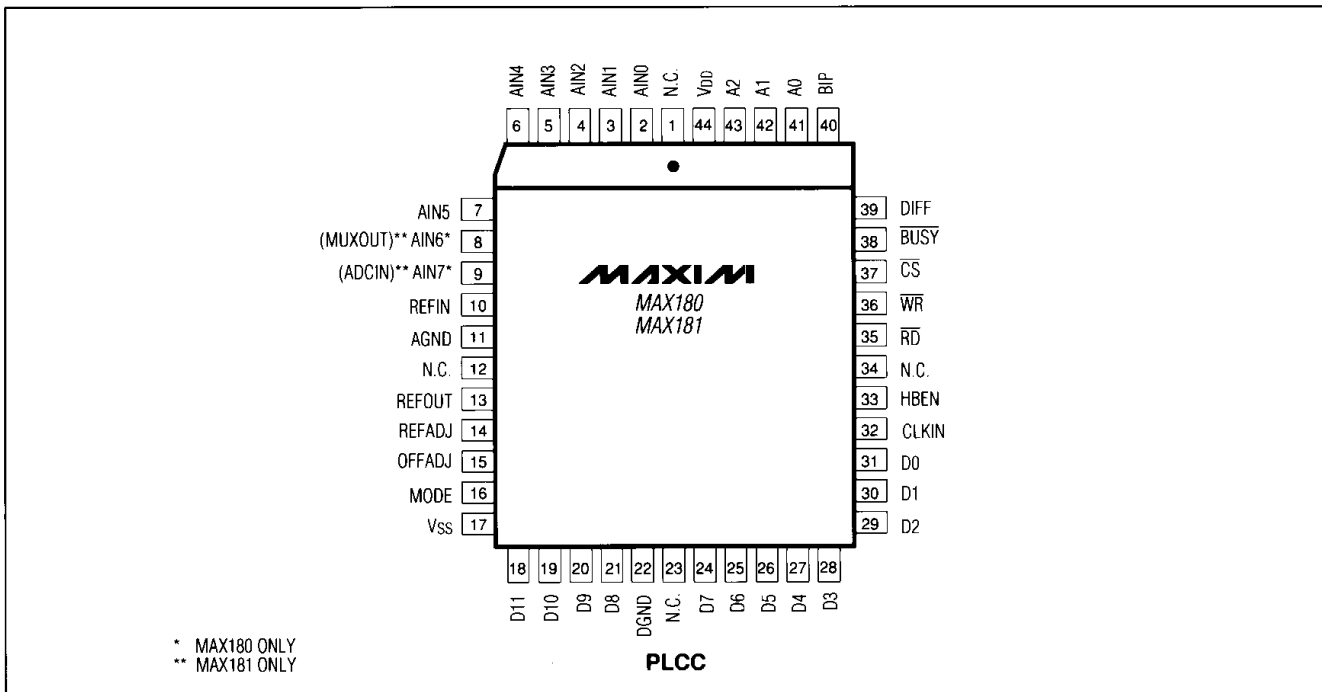 AIN4 AIN3 AIN2 AIN1 AIN0 N.C. VDD A2 A1 A0 BIP
6 5 4 3 2 1 44 43 42 41 40
AIN5 7
(MUXOUT)** AIN6* 8
(ADCIN)** AIN7* 9
REFIN 10
AGND 11
N.C. 12
REFOUT 13
REFADJ 14
OFFADJ 15
MODE 16
VSS 17
MAXIM
MAX180
MAX181
39 DIFF
38 B̅U̅S̅Y̅
37 C̅S̅
36 W̅R̅
35 R̅D̅
34 N.C.
33 HBEN
32 CLKIN
31 D0
30 D1
29 D2
18 19 20 21 22 23 24 25 26 27 28
D11 D10 D9 D8 DGND N.C. D7 D6 D5 D4 D3
* MAX180 ONLY
** MAX181 ONLY
PLCC